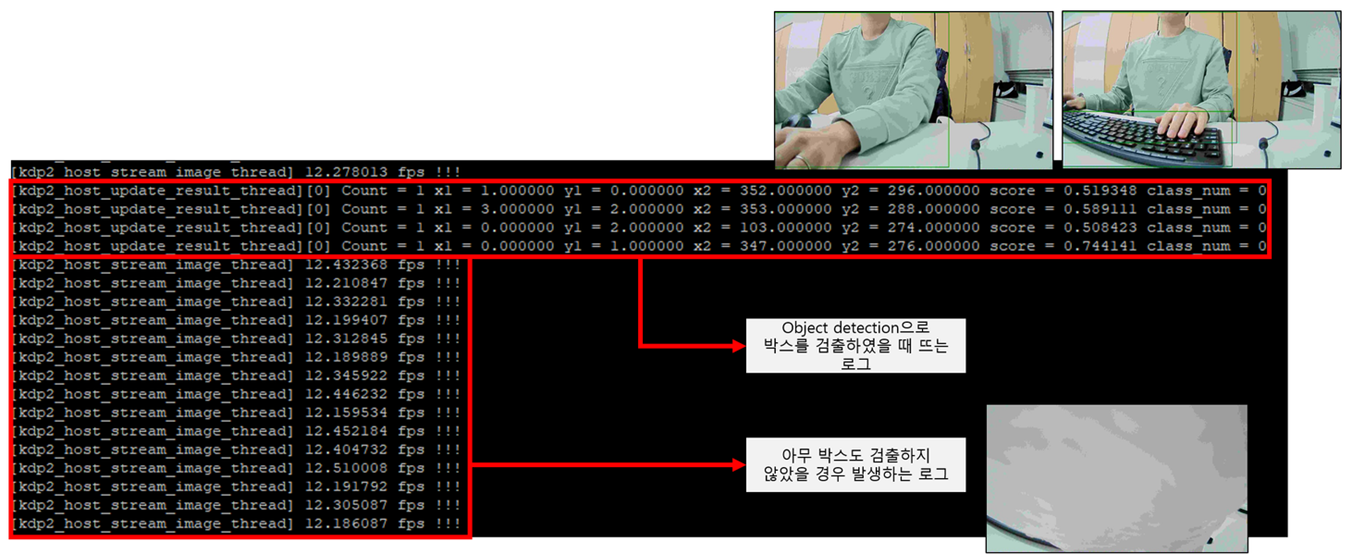 [kdp2_host_stream_image_thread] 12.278013 fps !!!
[kdp2_host_update_result_thread][0] Count = 1 x1 = 1.000000 y1 = 0.000000 x2 = 352.000000 y2 = 296.000000 score = 0.519348 class_num = 0
[kdp2_host_update_result_thread][0] Count = 1 x1 = 3.000000 y1 = 2.000000 x2 = 353.000000 y2 = 288.000000 score = 0.589111 class_num = 0
[kdp2_host_update_result_thread][0] Count = 1 x1 = 0.000000 y1 = 2.000000 x2 = 103.000000 y2 = 274.000000 score = 0.508423 class_num = 0
[kdp2_host_update_result_thread][0] Count = 1 x1 = 0.000000 y1 = 1.000000 x2 = 347.000000 y2 = 276.000000 score = 0.744141 class_num = 0
[kdp2_host_stream_image_thread] 12.432368 fps !!!
[kdp2_host_stream_image_thread] 12.210847 fps !!!
[kdp2_host_stream_image_thread] 12.332281 fps !!!
[kdp2_host_stream_image_thread] 12.199407 fps !!!
[kdp2_host_stream_image_thread] 12.312845 fps !!!
[kdp2_host_stream_image_thread] 12.189889 fps !!!
[kdp2_host_stream_image_thread] 12.345922 fps !!!
[kdp2_host_stream_image_thread] 12.446232 fps !!!
[kdp2_host_stream_image_thread] 12.159534 fps !!!
[kdp2_host_stream_image_thread] 12.452184 fps !!!
[kdp2_host_stream_image_thread] 12.404732 fps !!!
[kdp2_host_stream_image_thread] 12.510008 fps !!!
[kdp2_host_stream_image_thread] 12.191792 fps !!!
[kdp2_host_stream_image_thread] 12.305087 fps !!!
[kdp2_host_stream_image_thread] 12.186087 fps !!!
Object detection으로
박스를 검출하였을 때 뜨는
로그
아무 박스도 검출하지
않았을 경우 발생하는 로그